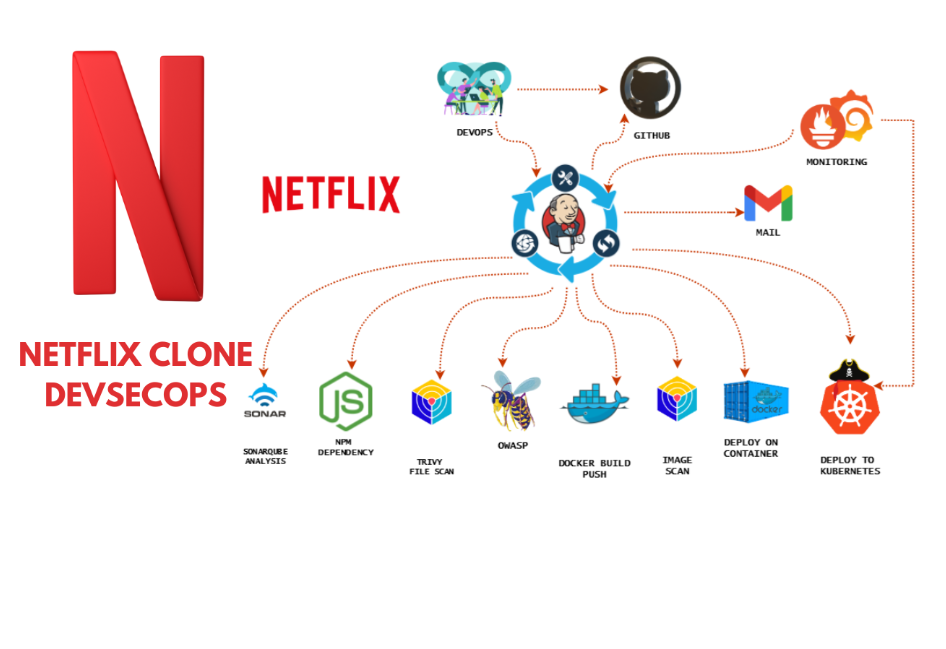 NETFLIX
NETFLIX CLONE
DEVSECOPS
DEVOPS
GITHUB
MONITORING
MAIL
SONAR
SONARQUBE
ANALYSIS
JS
NPM
DEPENDENCY
TRIVY
FILE SCAN
OWASP
DOCKER BUILD
PUSH
IMAGE
SCAN
docker
DEPLOY ON
CONTAINER
DEPLOY TO
KUBERNETES